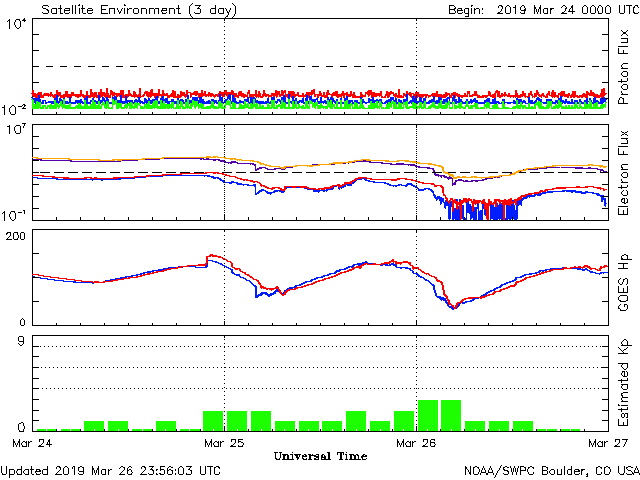 Satellite Environment (3 day)
Begin: 2019 Mar 24 0000 UTC
10^4
10^-2
Proton Flux
10^7
10^-1
Electron Flux
200
0
GOES Hp
9
0
Estimated Kp
Mar 24
Mar 25
Mar 26
Mar 27
Universal Time
Updated 2019 Mar 26 23:56:03 UTC
NOAA/SWPC Boulder, CO USA